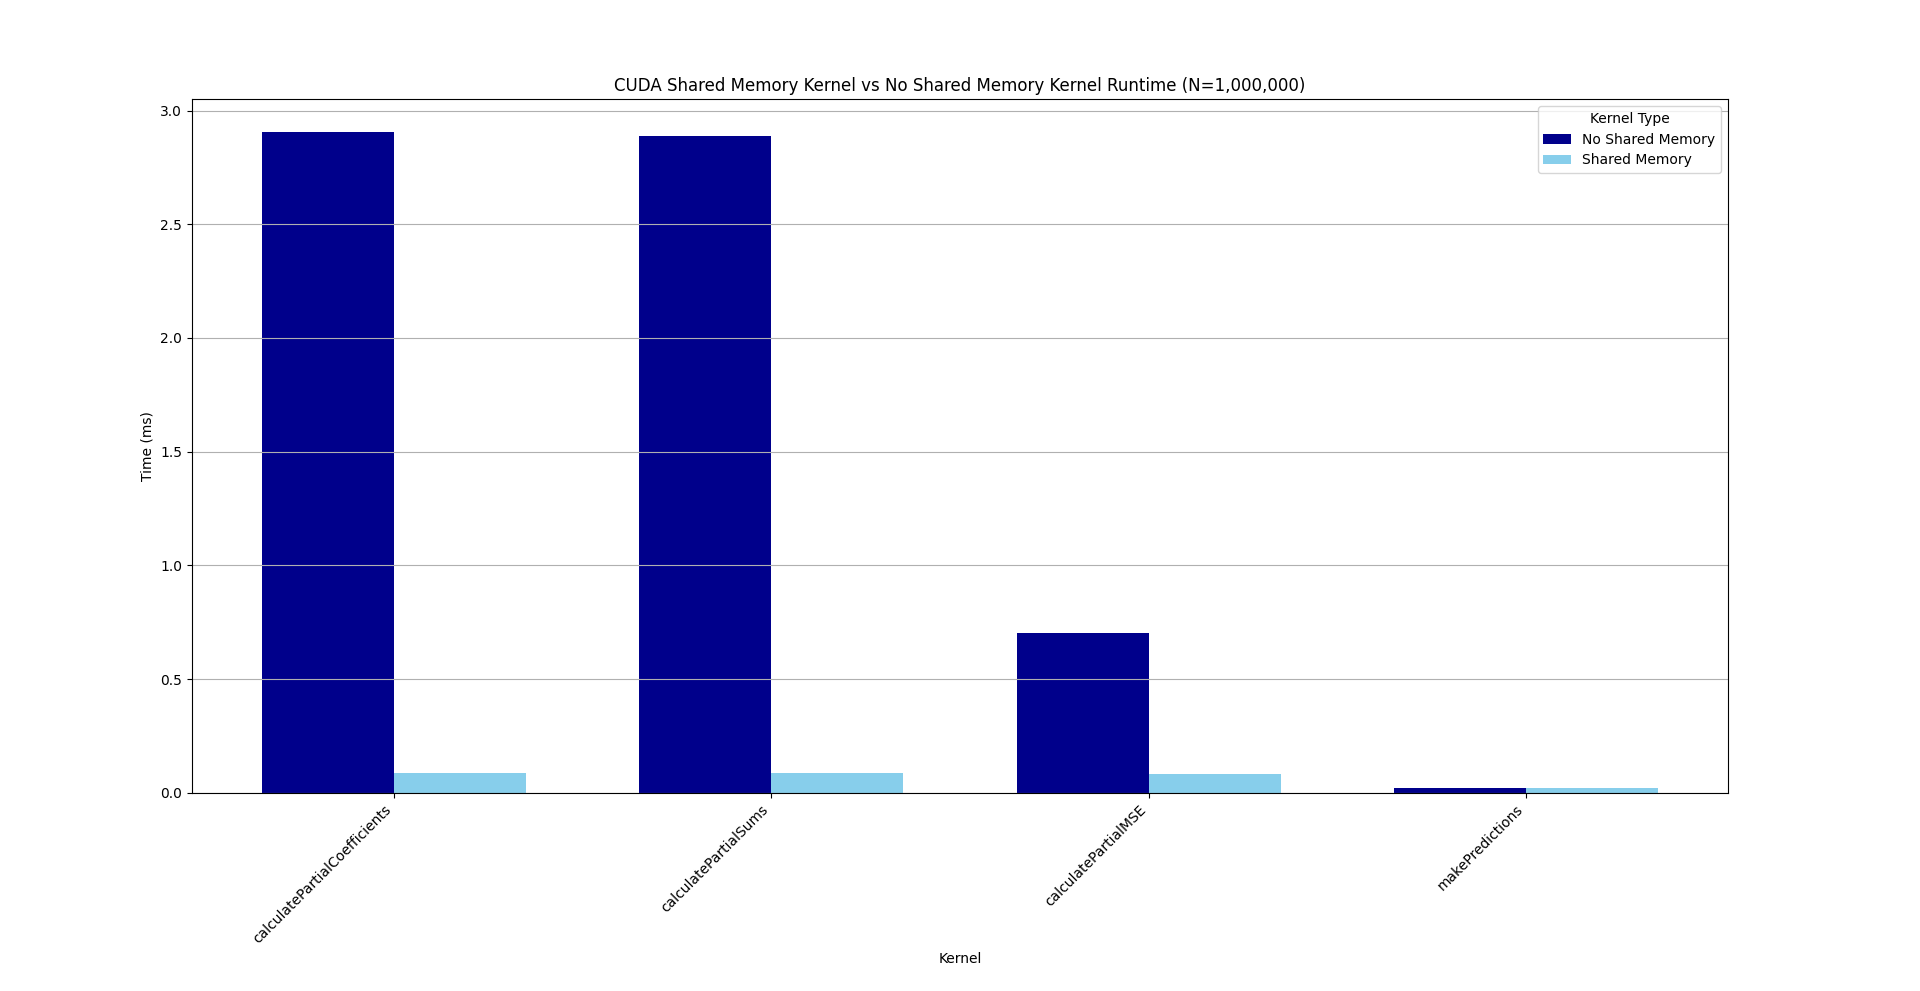 CUDA Shared Memory Kernel vs No Shared Memory Kernel Runtime (N=1,000,000)
Kernel Type
No Shared Memory
Shared Memory
Time (ms)
3.0
2.5
2.0
1.5
1.0
0.5
0.0
calculatePartialCoefficients
calculatePartialSums
calculatePartialMSE
makePredictions
Kernel